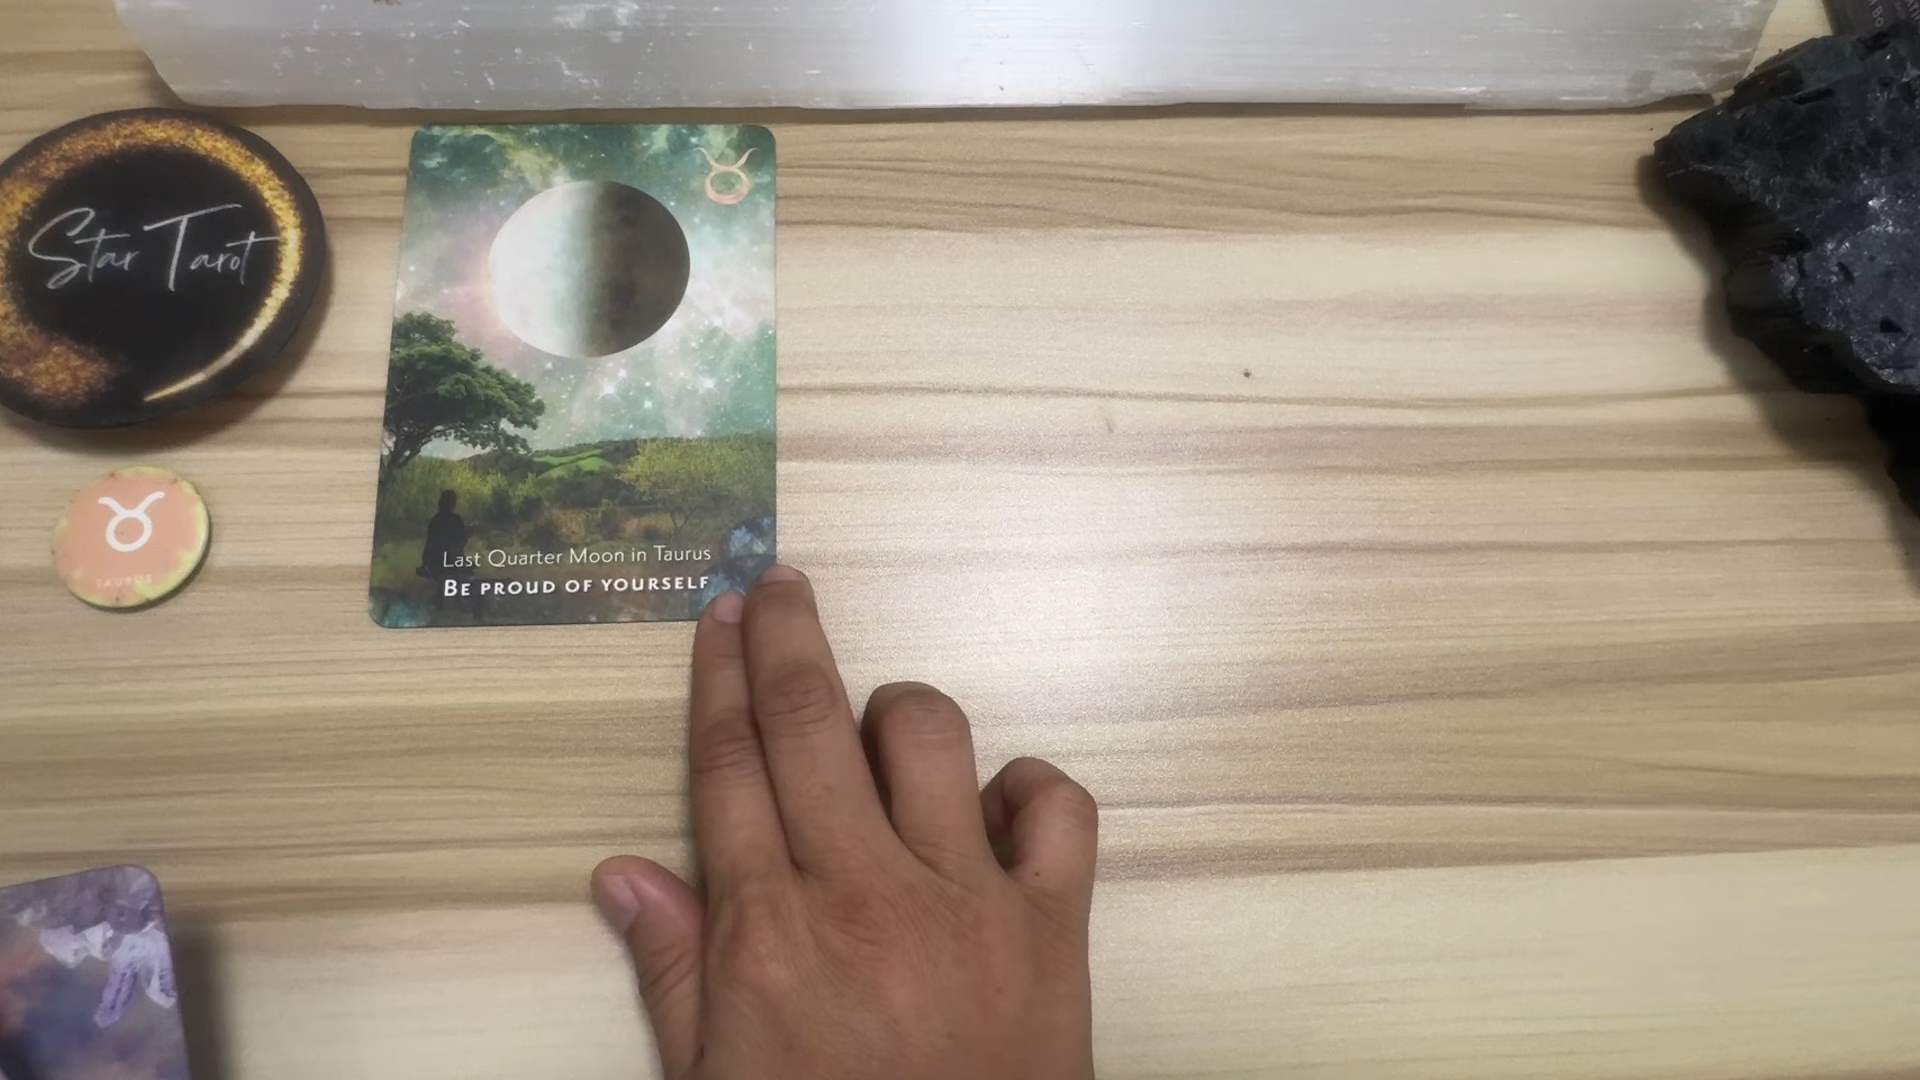 Star Tarot
TAURUS
Last Quarter Moon in Taurus
BE PROUD OF YOURSELF